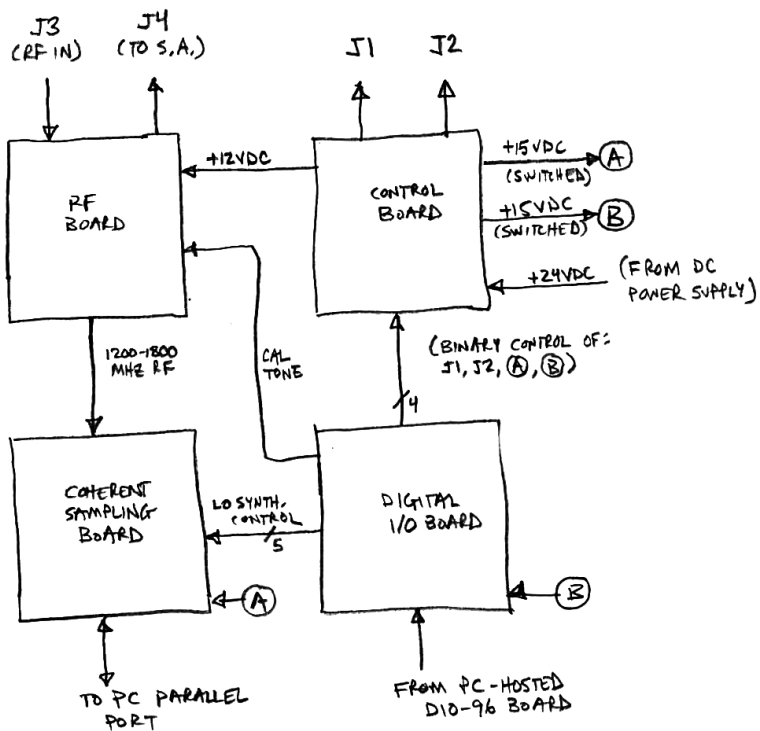 J3
(RF IN)
J4
(TO S.A.)
J1
J2
RF
BOARD
+12VDC
CONTROL
BOARD
+15VDC
(SWITCHED)
A
+15VDC
(SWITCHED)
B
+24VDC
(FROM DC
POWER SUPPLY)
1200-1800
MHZ RF
CAL
TONE
(BINARY CONTROL OF:
J1, J2, A, B)
4
COHERENT
SAMPLING
BOARD
LO SYNTH.
CONTROL
5
DIGITAL
I/O BOARD
A
B
TO PC PARALLEL
PORT
FROM PC-HOSTED
DIO-96 BOARD